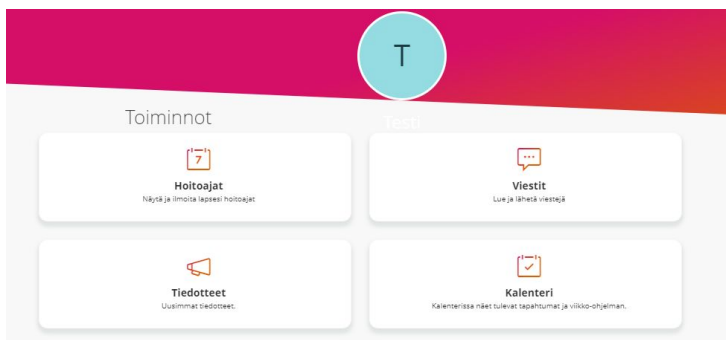 T
Testi
Toiminnot
7
Hoitoajat
Näytä ja ilmoita lapsesi hoitoajat
Viestit
Lue ja lähetä viestejä
Tiedotteet
Uusimmat tiedotteet.
Kalenteri
Kalenterissa näet tulevat tapahtumat ja viikko-ohjelman.